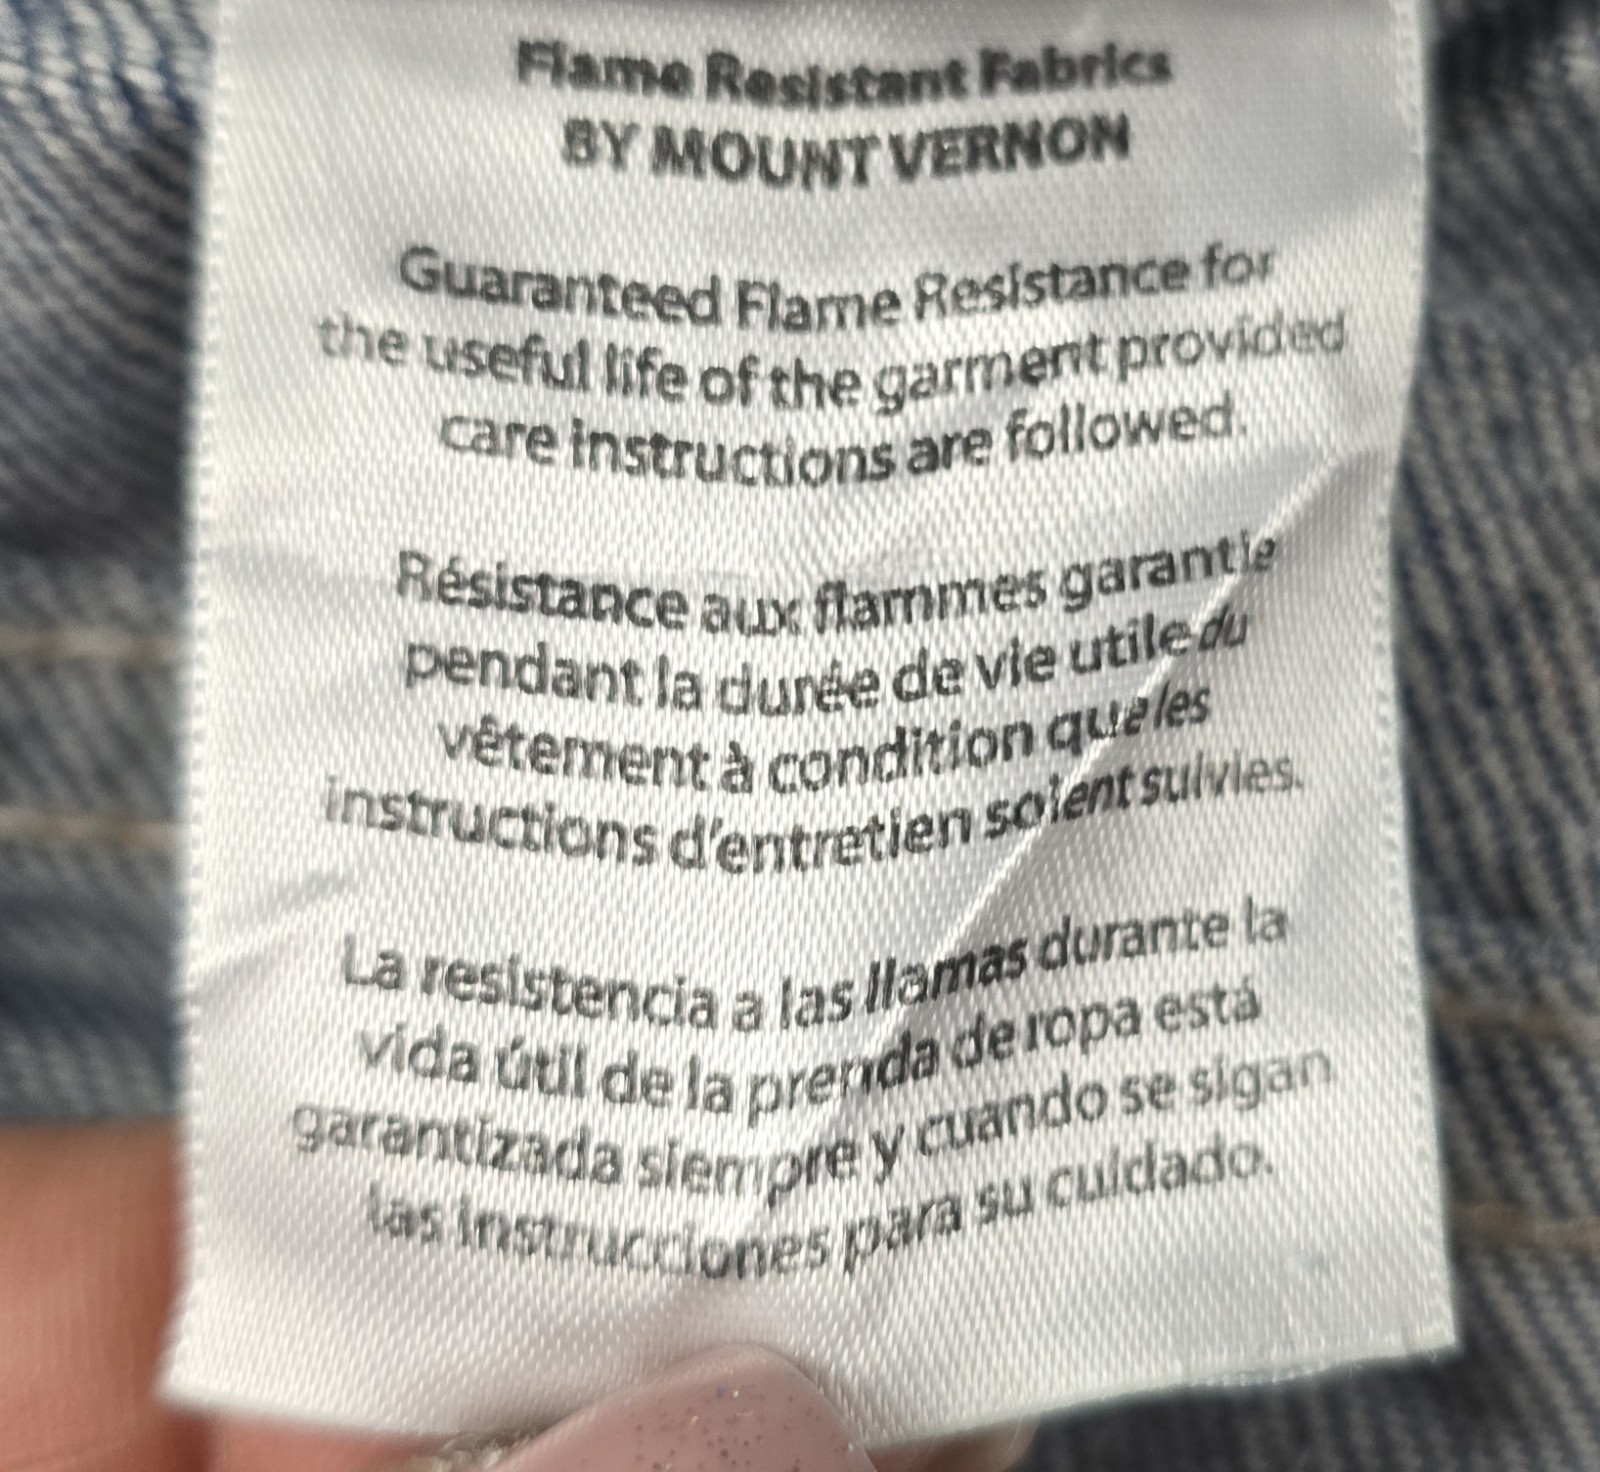 Flame Resistant Fabrics
BY MOUNT VERNON
Guaranteed Flame Resistance for
the useful life of the garment provided
care instructions are followed.
Résistance aux flammes garantie
pendant la durée de vie utile du
vêtement à condition que les
instructions d'entretien soient suivies.
La resistencia a las llamas durante la
vida útil de la prenda de ropa está
garantizada siempre y cuando se sigan
las instrucciones para su cuidado.